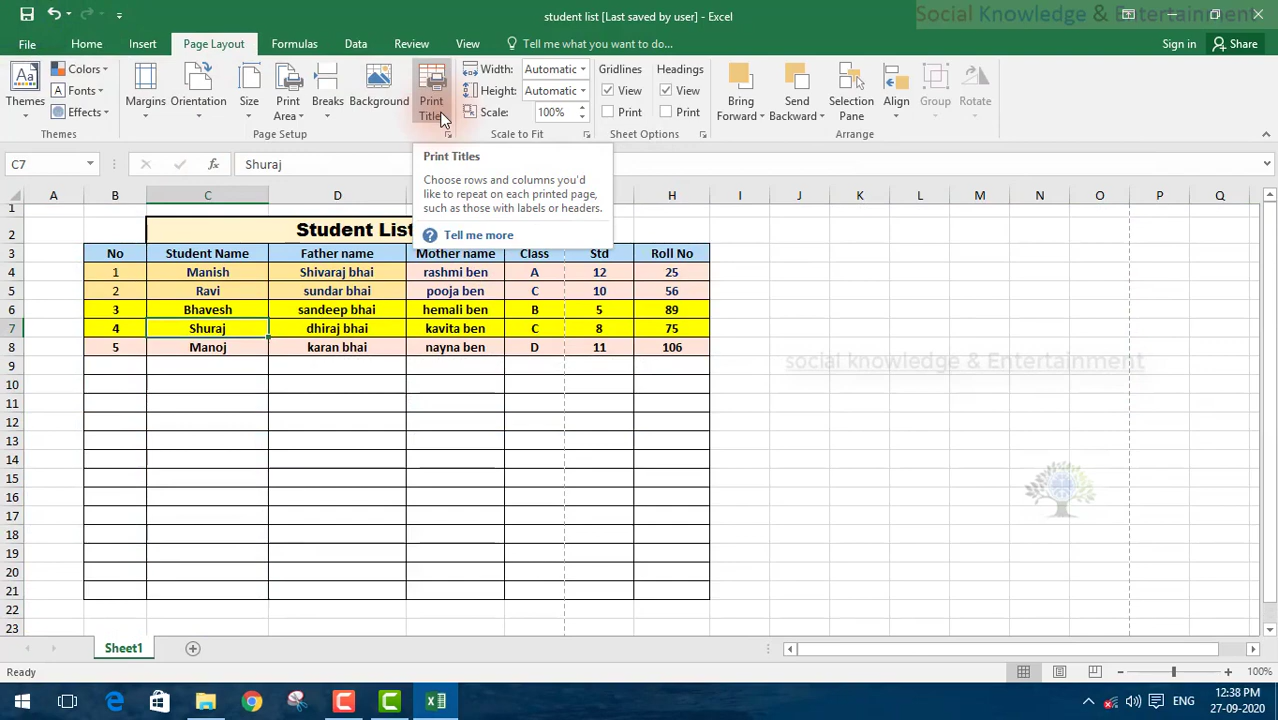 student list [Last saved by user] - Excel
Social Knowledge & Entertainment
File Home Insert Page Layout Formulas Data Review View Tell me what you want to do... Sign in Share
Themes
Colors
Fonts
Effects
Themes
Margins
Orientation
Size
Print Area
Breaks
Background
Print Titles
Page Setup
Width: Automatic
Height: Automatic
Scale: 100%
Scale to Fit
Gridlines Headings
View View
Print Print
Sheet Options
Bring Forward
Send Backward
Selection Pane
Align
Group
Rotate
Arrange
C7 fx Shuraj
Print Titles
Choose rows and columns you'd
like to repeat on each printed page,
such as those with labels or headers.
Tell me more
A B C D H I J K L M N O P Q
1
2 Student Lis
3 No Student Name Father name Mother name Class Std Roll No
4 1 Manish Shivaraj bhai rashmi ben A 12 25
5 2 Ravi sundar bhai pooja ben C 10 56
6 3 Bhavesh sandeep bhai hemali ben B 5 89
7 4 Shuraj dhiraj bhai kavita ben C 8 75
8 5 Manoj karan bhai nayna ben D 11 106
social knowledge & Entertainment
9
10
11
12
13
14
15
16
17
18
19
20
21
22
23
Sheet1
Ready 100%
ENG
12:38 PM
27-09-2020